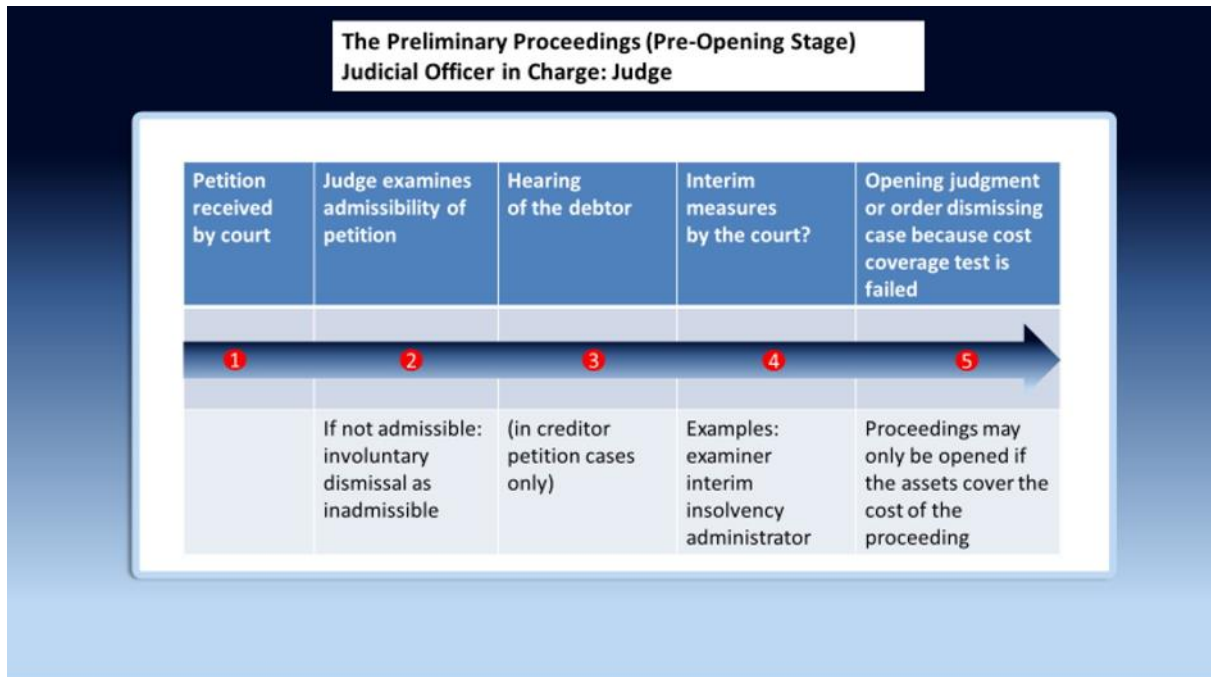 The Preliminary Proceedings (Pre-Opening Stage)
Judicial Officer in Charge: Judge
Petition
received
by court
Judge examines
admissibility of
petition
Hearing
of the debtor
Interim
measures
by the court?
Opening judgment
or order dismissing
case because cost
coverage test is
failed
1
2
3
4
5
If not admissible:
involuntary
dismissal as
inadmissible
(in creditor
petition cases
only)
Examples:
examiner
interim
insolvency
administrator
Proceedings may
only be opened if
the assets cover the
cost of the
proceeding